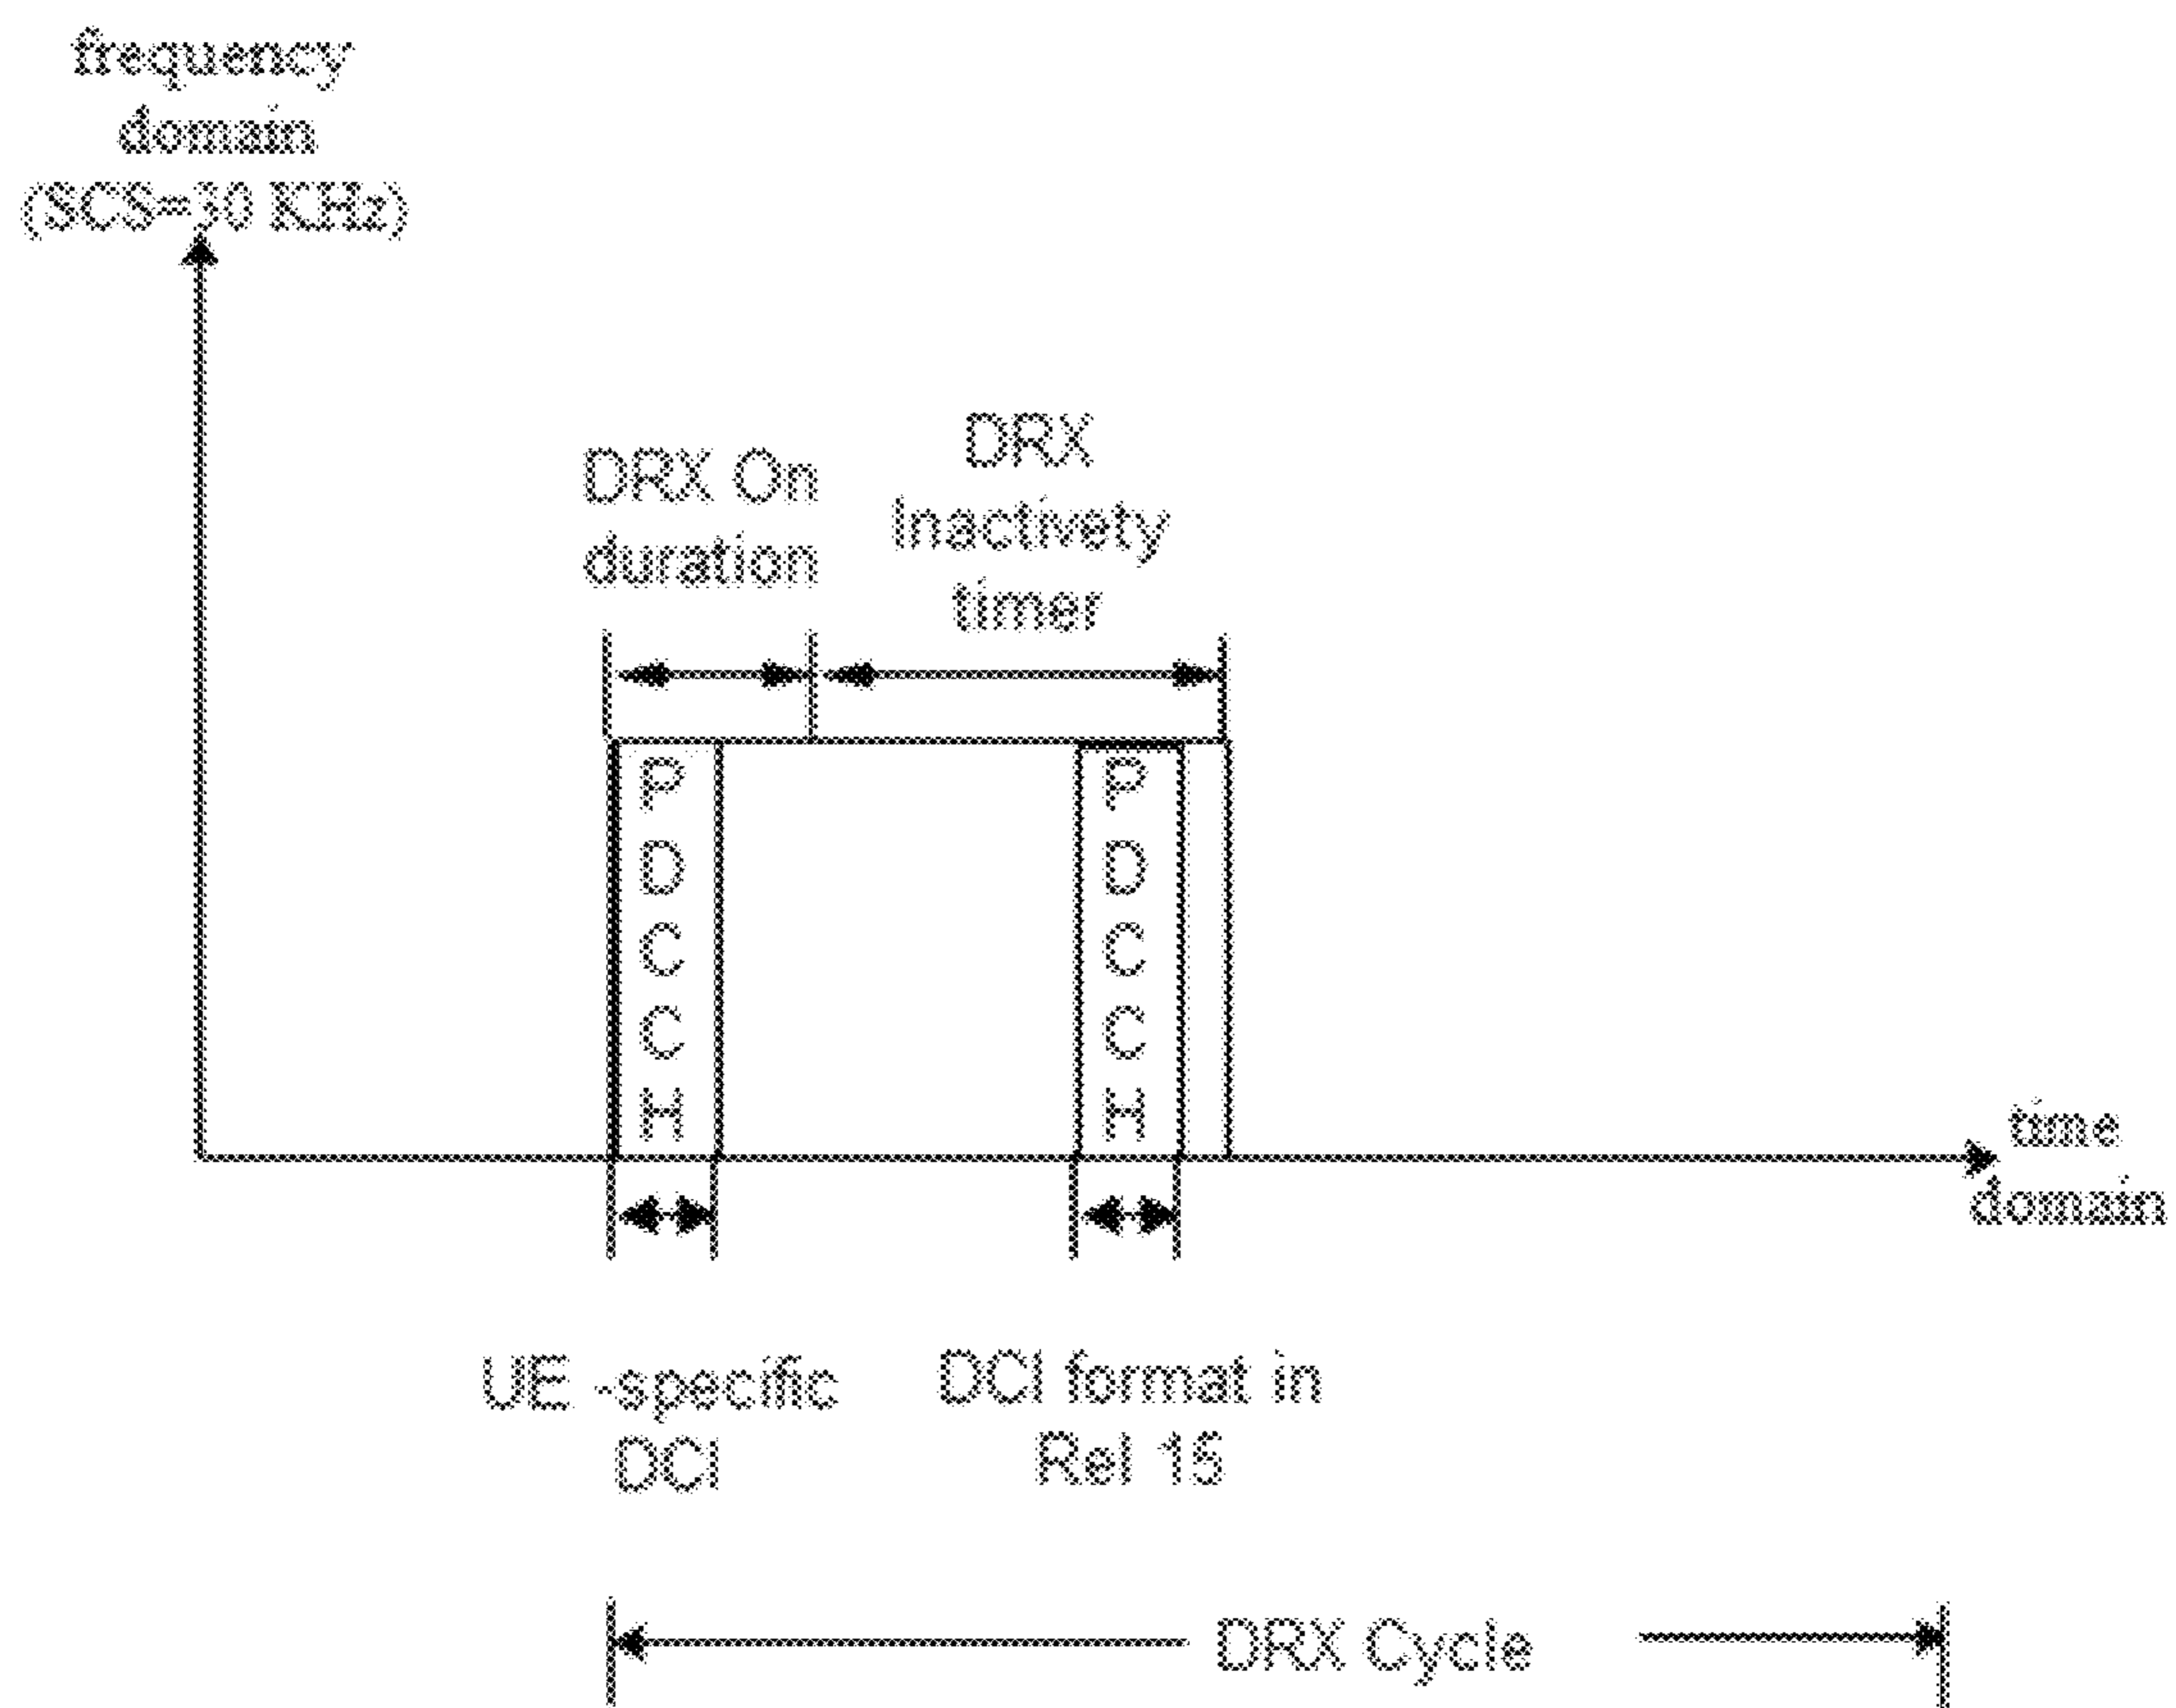 frequency
domain
(SCS=30 KHz)
DRX On
duration
DRX
Inactivety
timer
P
D
C
C
H
P
D
C
C
H
time
domain
UE -specific
DCI
DCI format in
Rel 15
DRX Cycle